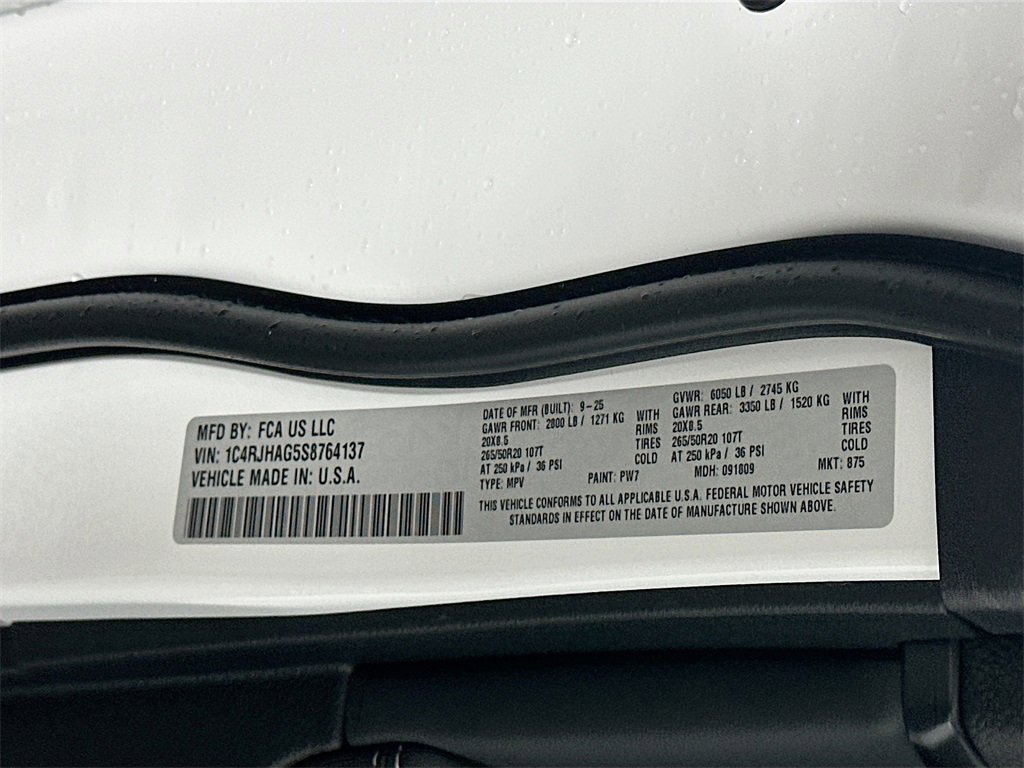 MFD BY: FCA US LLC
VIN: 1C4RJHAG5S8764137
VEHICLE MADE IN: U.S.A.
DATE OF MFR (BUILT): 9-25
GAWR FRONT: 2800 LB / 1271 KG WITH
20X8.5 RIMS
265/50R20 107T TIRES
AT 250 kPa / 36 PSI COLD
TYPE: MPV PAINT: PW7
GVWR: 6050 LB / 2745 KG
GAWR REAR: 3350 LB / 1520 KG WITH
20X8.5 RIMS
265/50R20 107T TIRES
AT 250 kPa / 36 PSI COLD
MDH: 091809 MKT: 875
THIS VEHICLE CONFORMS TO ALL APPLICABLE U.S.A. FEDERAL MOTOR VEHICLE SAFETY
STANDARDS IN EFFECT ON THE DATE OF MANUFACTURE SHOWN ABOVE.